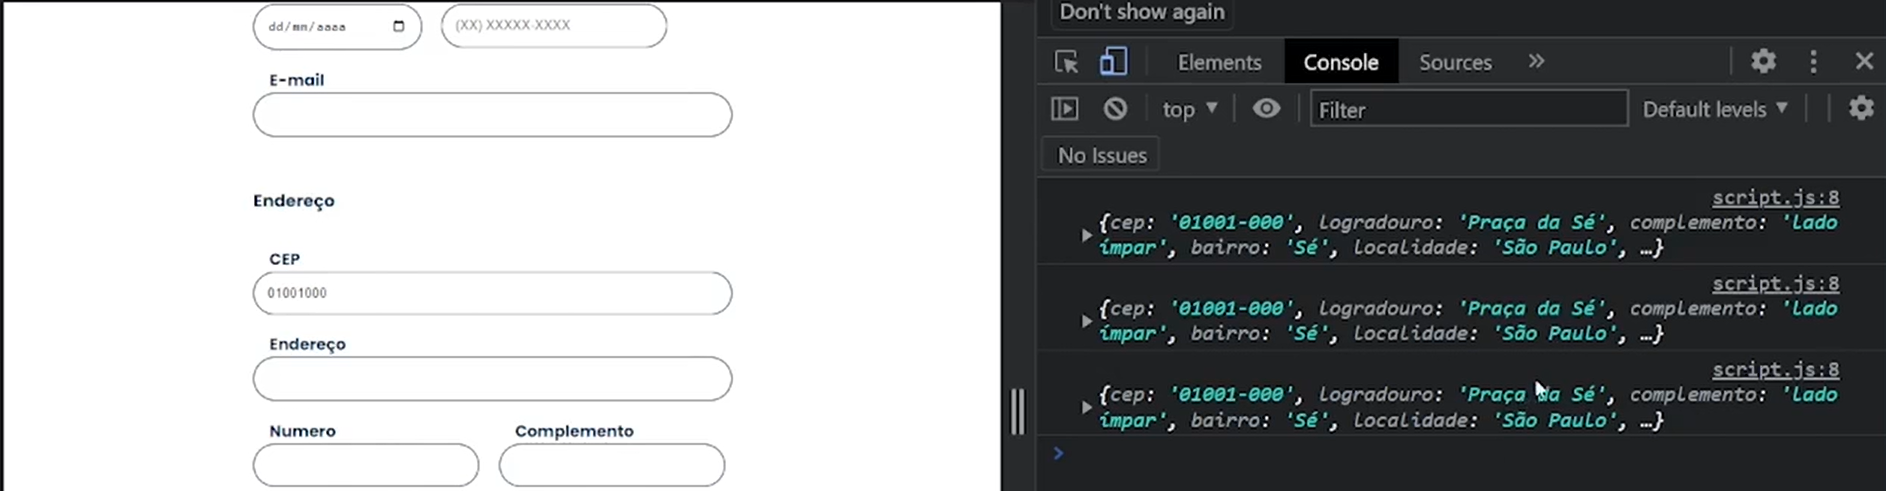 dd/mm/aaaa
(XX) XXXXX-XXXX
E-mail
Endereço
CEP
01001000
Endereço
Numero Complemento
Don't show again
Elements Console Sources »
top ▼ Filter Default levels ▼
No Issues
script.js:8
{cep: '01001-000', logradouro: 'Praça da Sé', complemento: 'lado
ímpar', bairro: 'Sé', localidade: 'São Paulo', …}
script.js:8
{cep: '01001-000', logradouro: 'Praça da Sé', complemento: 'lado
ímpar', bairro: 'Sé', localidade: 'São Paulo', …}
script.js:8
{cep: '01001-000', logradouro: 'Praça da Sé', complemento: 'lado
ímpar', bairro: 'Sé', localidade: 'São Paulo', …}
>